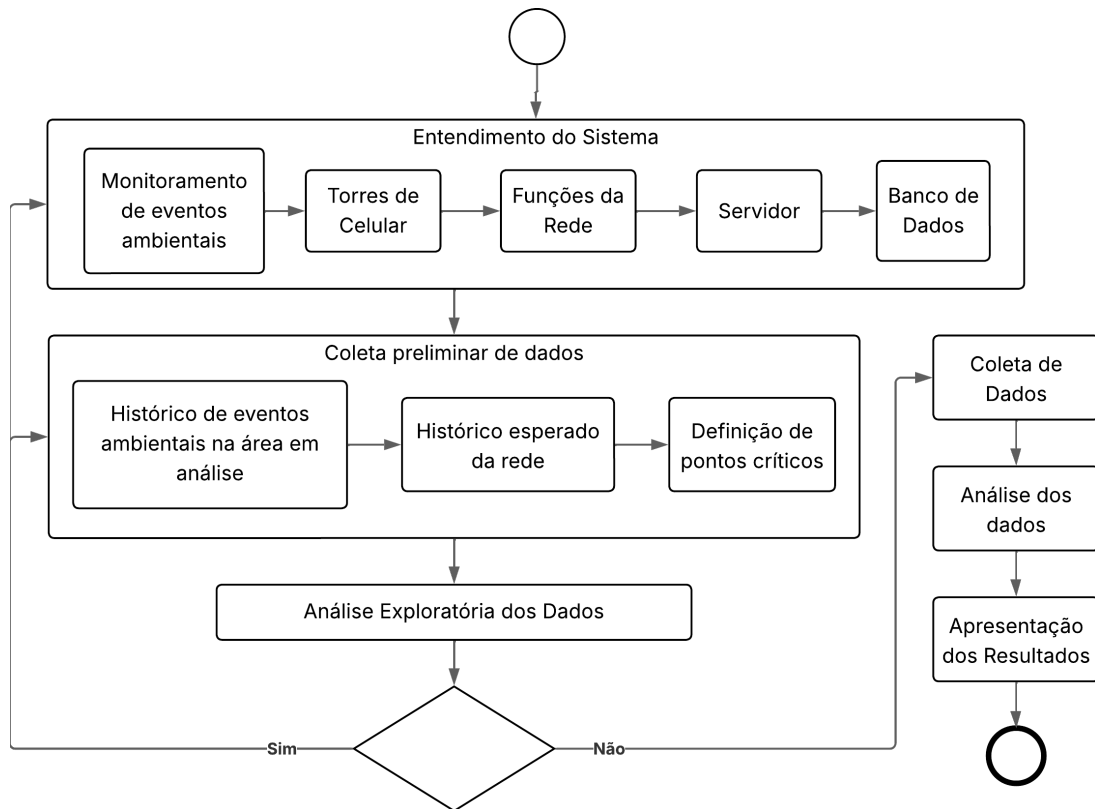 Entendimento do Sistema
Monitoramento
de eventos
ambientais
Torres de
Celular
Funções da
Rede
Servidor
Banco de
Dados
Coleta preliminar de dados
Histórico de eventos
ambientais na área em
análise
Histórico esperado
da rede
Definição de
pontos críticos
Análise Exploratória dos Dados
Sim
Não
Coleta de
Dados
Análise dos
dados
Apresentação
dos Resultados